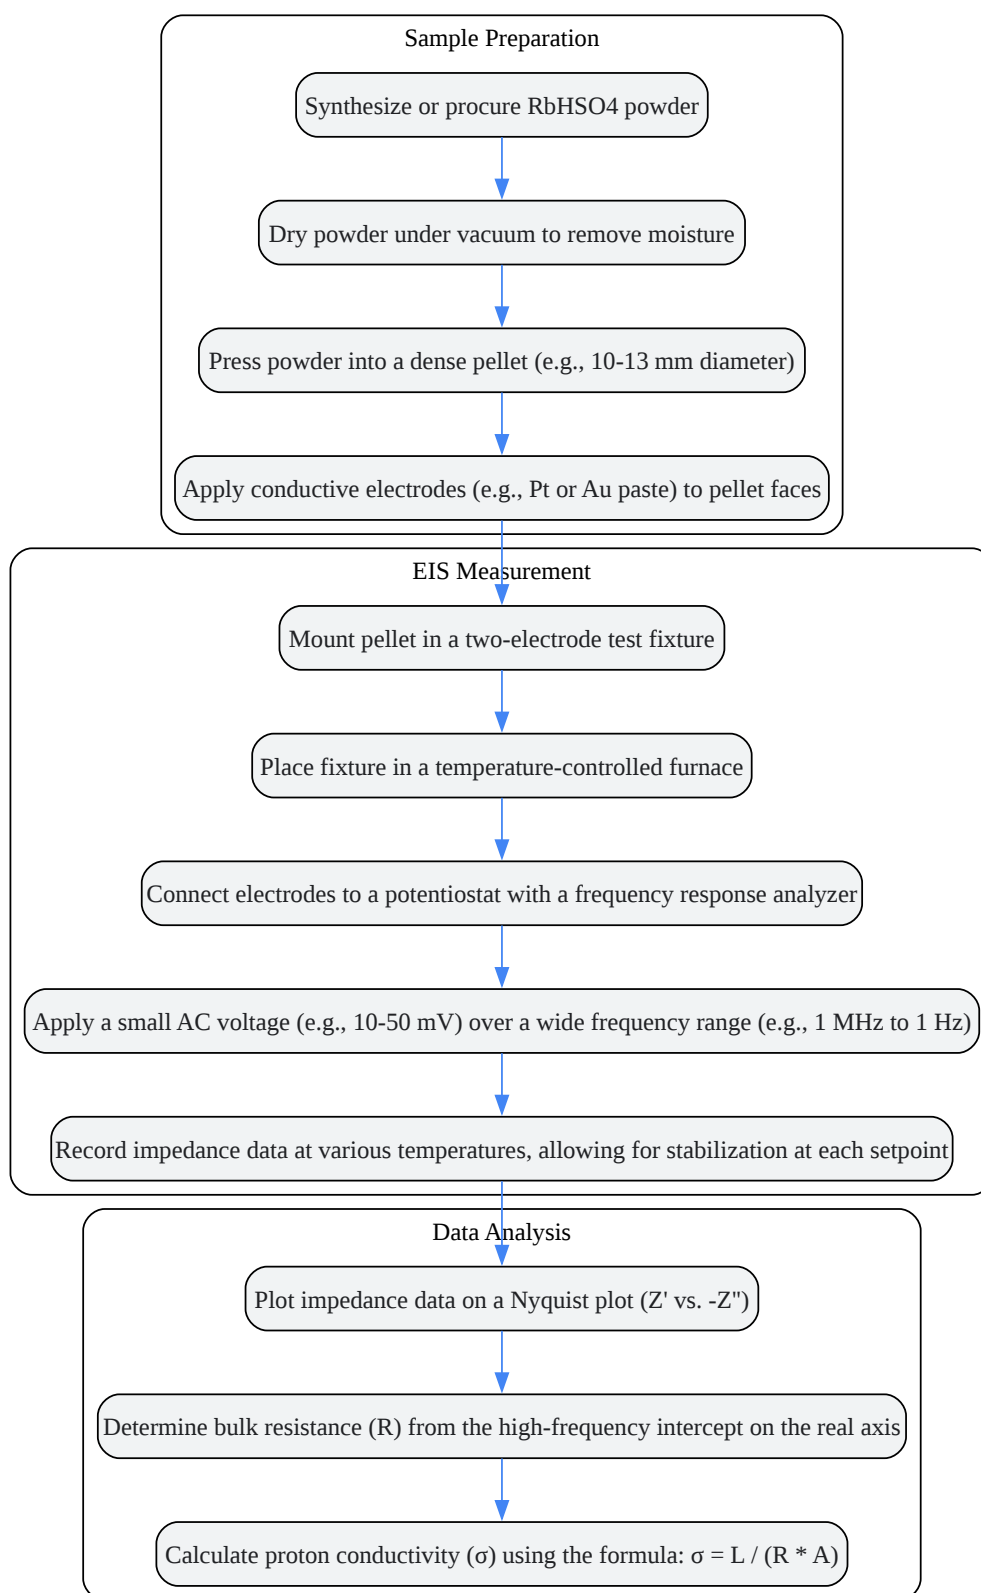 Sample Preparation
Synthesize or procure RbHSO4 powder
Dry powder under vacuum to remove moisture
Press powder into a dense pellet (e.g., 10-13 mm diameter)
Apply conductive electrodes (e.g., Pt or Au paste) to pellet faces
EIS Measurement
Mount pellet in a two-electrode test fixture
Place fixture in a temperature-controlled furnace
Connect electrodes to a potentiostat with a frequency response analyzer
Apply a small AC voltage (e.g., 10-50 mV) over a wide frequency range (e.g., 1 MHz to 1 Hz)
Record impedance data at various temperatures, allowing for stabilization at each setpoint
Data Analysis
Plot impedance data on a Nyquist plot (Z' vs. -Z'')
Determine bulk resistance (R) from the high-frequency intercept on the real axis
Calculate proton conductivity (σ) using the formula: σ = L / (R * A)